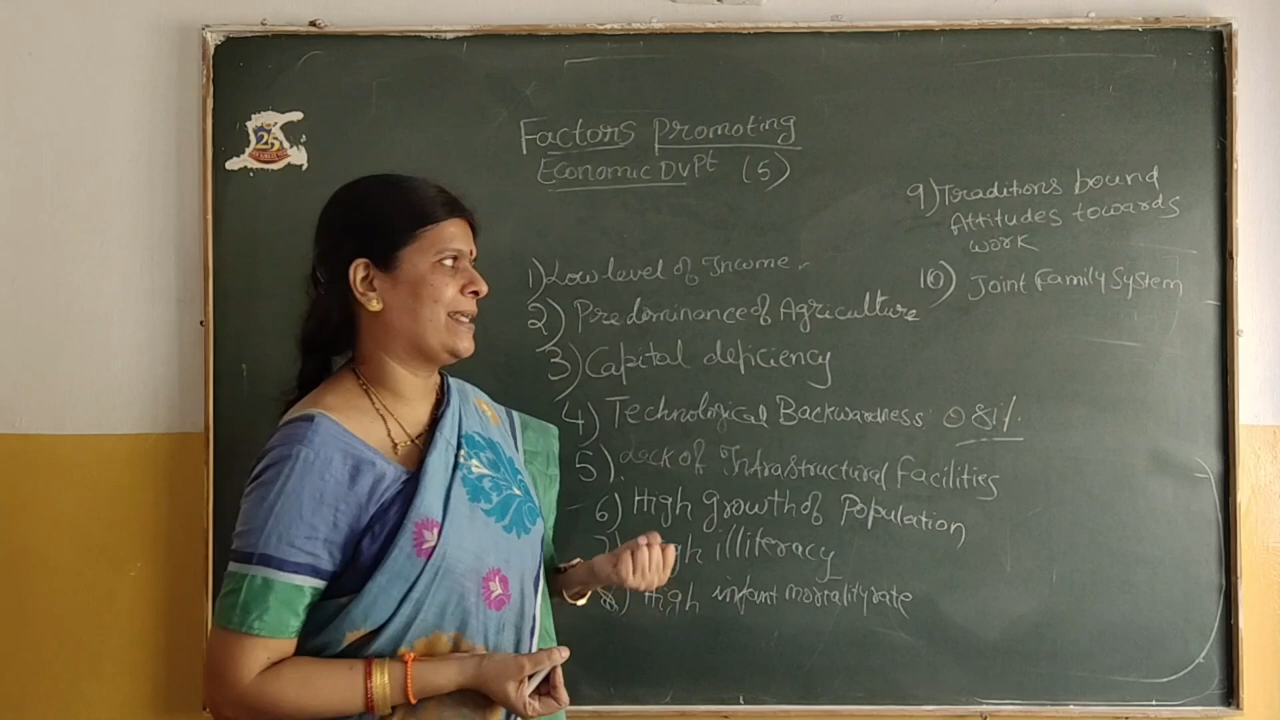 Factors Promoting
Economic DVPt (5)
1) Low level of Income.
2) Predominance of Agriculture
3) Capital deficiency
4) Technological Backwardness 0 81%.
5) Lack of Infrastructural Facilities
6) High Growth of Population
High illiteracy
8) High infant mortality rate
9) Traditions bound
Attitudes towards
work
10) Joint Family System
25